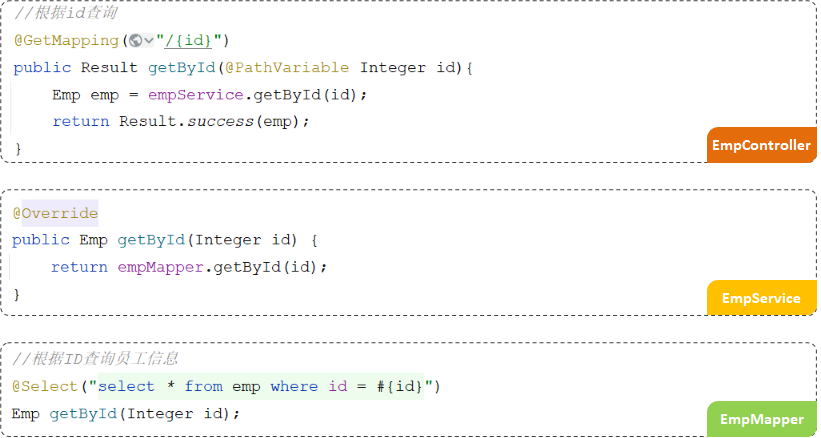 //根据id查询
@GetMapping("/{id}")
public Result getById(@PathVariable Integer id){
    Emp emp = empService.getById(id);
    return Result.success(emp);
}
EmpController
@Override
public Emp getById(Integer id) {
    return empMapper.getById(id);
}
EmpService
//根据ID查询员工信息
@Select("select * from emp where id = #{id}")
Emp getById(Integer id);
EmpMapper